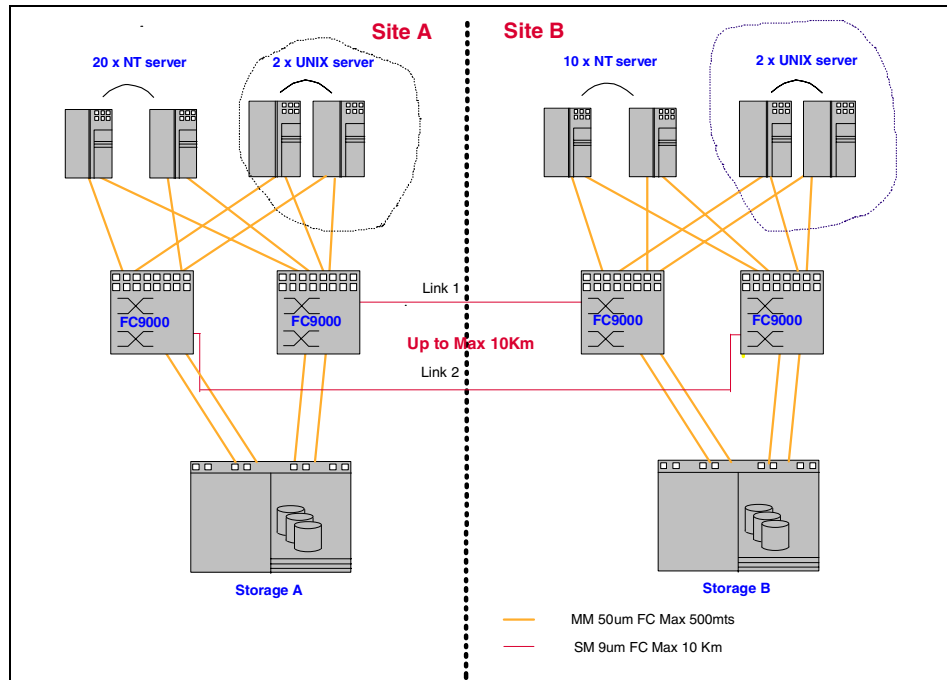 Site A
Site B
20 x NT server
2 x UNIX server
10 x NT server
2 x UNIX server
Link 1
FC9000
FC9000
FC9000
FC9000
Up to Max 10Km
Link 2
Storage A
Storage B
MM 50um FC Max 500mts
SM 9um FC Max 10 Km